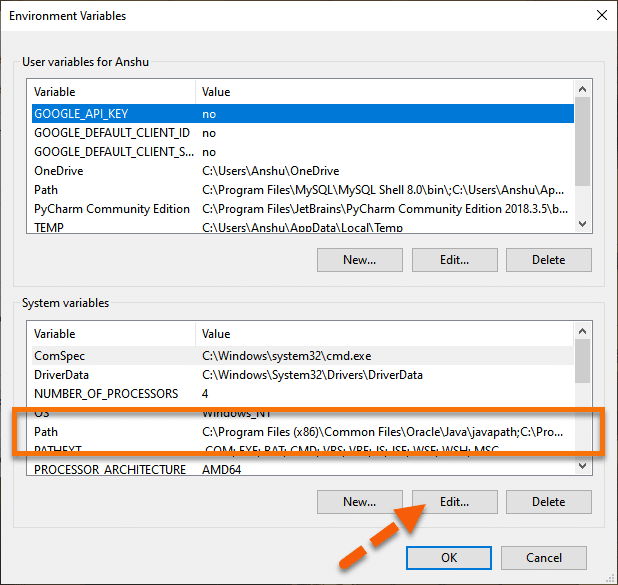 Environment Variables
User variables for Anshu
Variable Value
GOOGLE_API_KEY no
GOOGLE_DEFAULT_CLIENT_ID no
GOOGLE_DEFAULT_CLIENT_S... no
OneDrive C:\Users\Anshu\OneDrive
Path C:\Program Files\MySQL\MySQL Shell 8.0\bin\;C:\Users\Anshu\Ap...
PyCharm Community Edition C:\Program Files\JetBrains\PyCharm Community Edition 2018.3.5\b...
TEMP C:\Users\Anshu\AppData\Local\Temp
New... Edit... Delete
System variables
Variable Value
ComSpec C:\Windows\system32\cmd.exe
DriverData C:\Windows\System32\Drivers\DriverData
NUMBER_OF_PROCESSORS 4
OS Windows_NT
Path C:\Program Files (x86)\Common Files\Oracle\Java\javapath;C:\Pro...
PATHEXT .COM;.EXE;.BAT;.CMD;.VBS;.VBE;.JS;.JSE;.WSF;.WSH;.MSC
PROCESSOR_ARCHITECTURE AMD64
New... Edit... Delete
OK Cancel